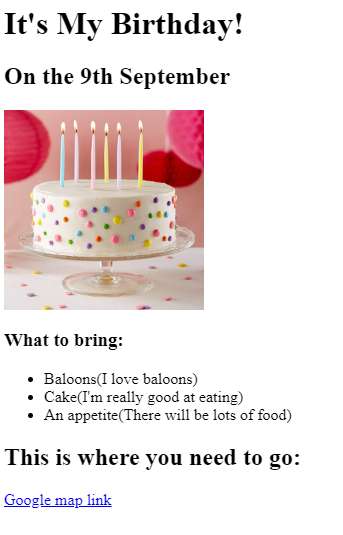 It's My Birthday!
On the 9th September
What to bring:
Baloons(I love baloons)
Cake(I'm really good at eating)
An appetite(There will be lots of food)
This is where you need to go:
Google map link